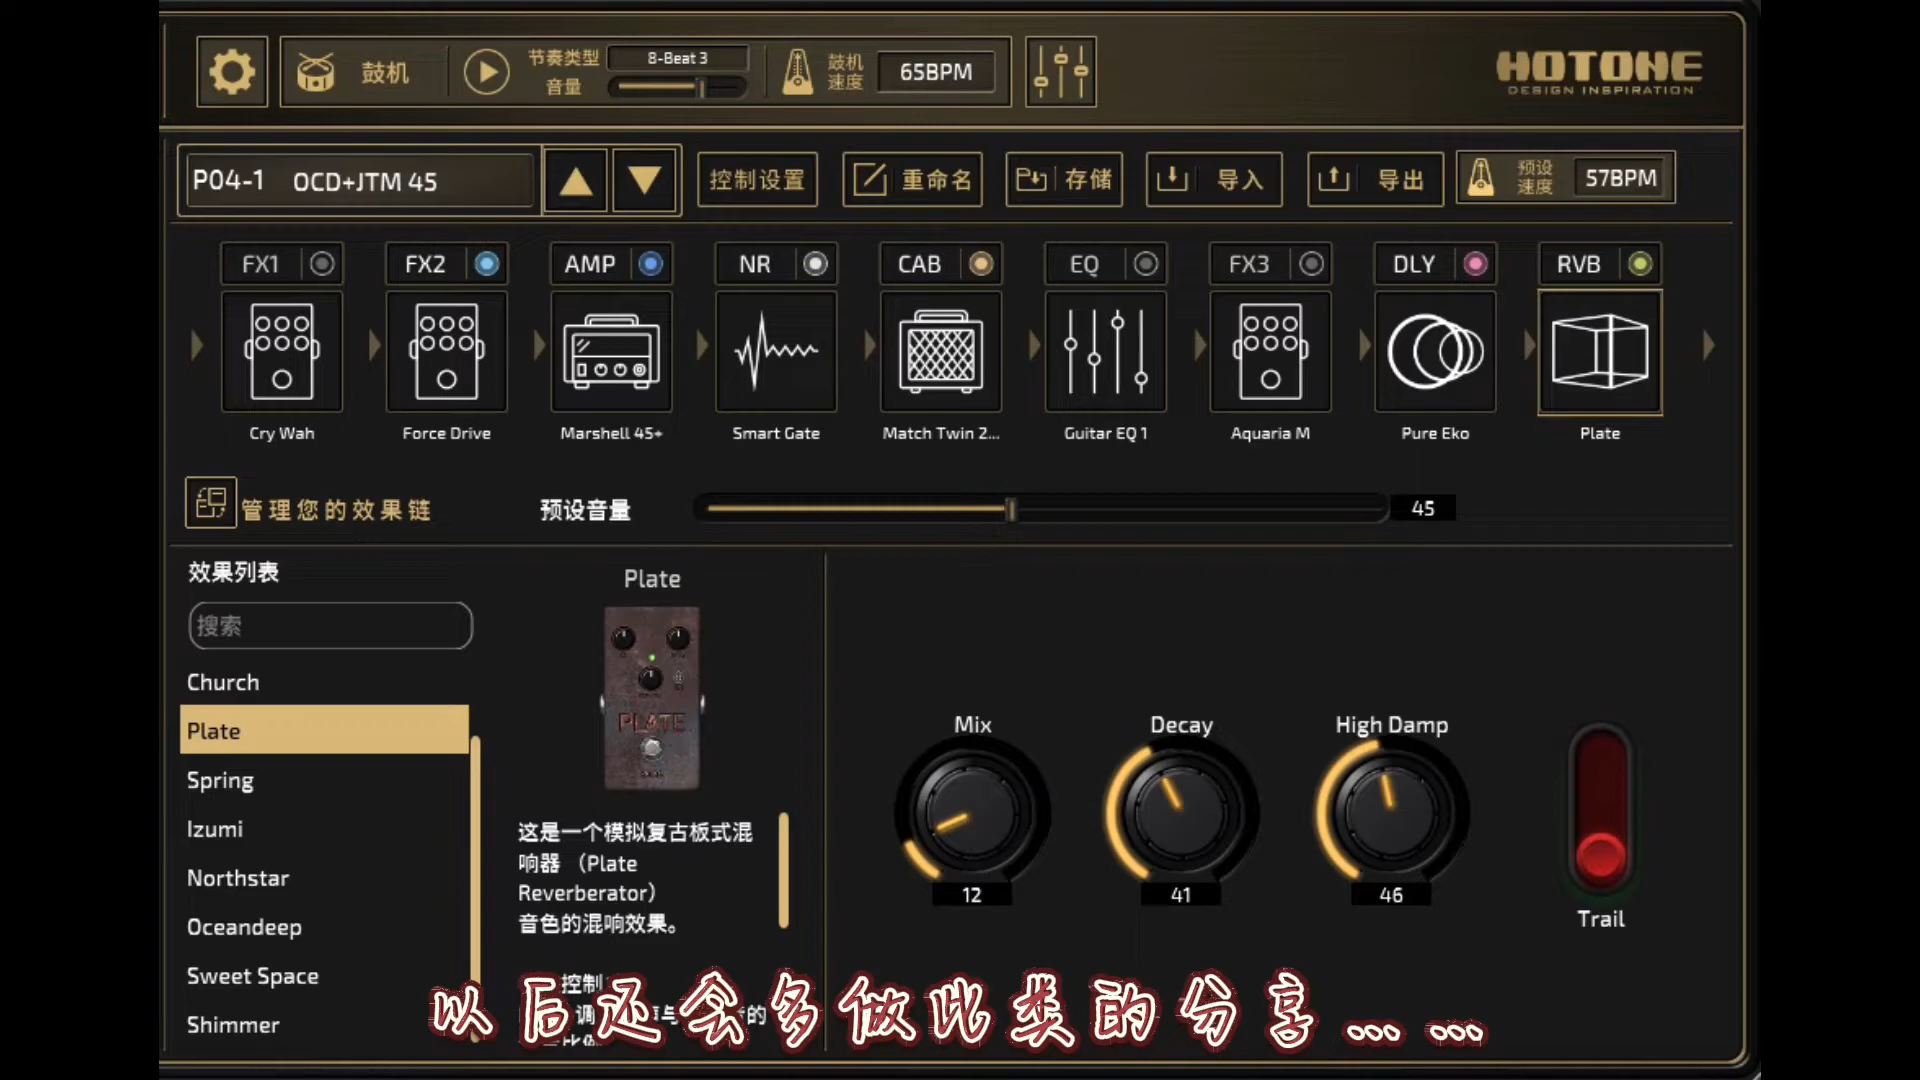 鼓机
节奏类型
8-Beat 3
音量
鼓机
速度
65BPM
HOTONE
DESIGN INSPIRATION
P04-1 OCD+JTM 45
控制设置
重命名
存储
导入
导出
预设
速度
57BPM
FX1 FX2 AMP NR CAB EQ FX3 DLY RVB
Cry Wah Force Drive Marshell 45+ Smart Gate Match Twin 2... Guitar EQ 1 Aquaria M Pure Eko Plate
管理您的效果链
预设音量
45
效果列表
搜索
Church
Plate
Spring
Izumi
Northstar
Oceandeep
Sweet Space
Shimmer
Plate
PLATE
这是一个模拟复古板式混
响器 （Plate
Reverberator）
音色的混响效果。
控制
调
与
的
Mix Decay High Damp
12 41 46
Trail
以后还会多做此类的分享... ...